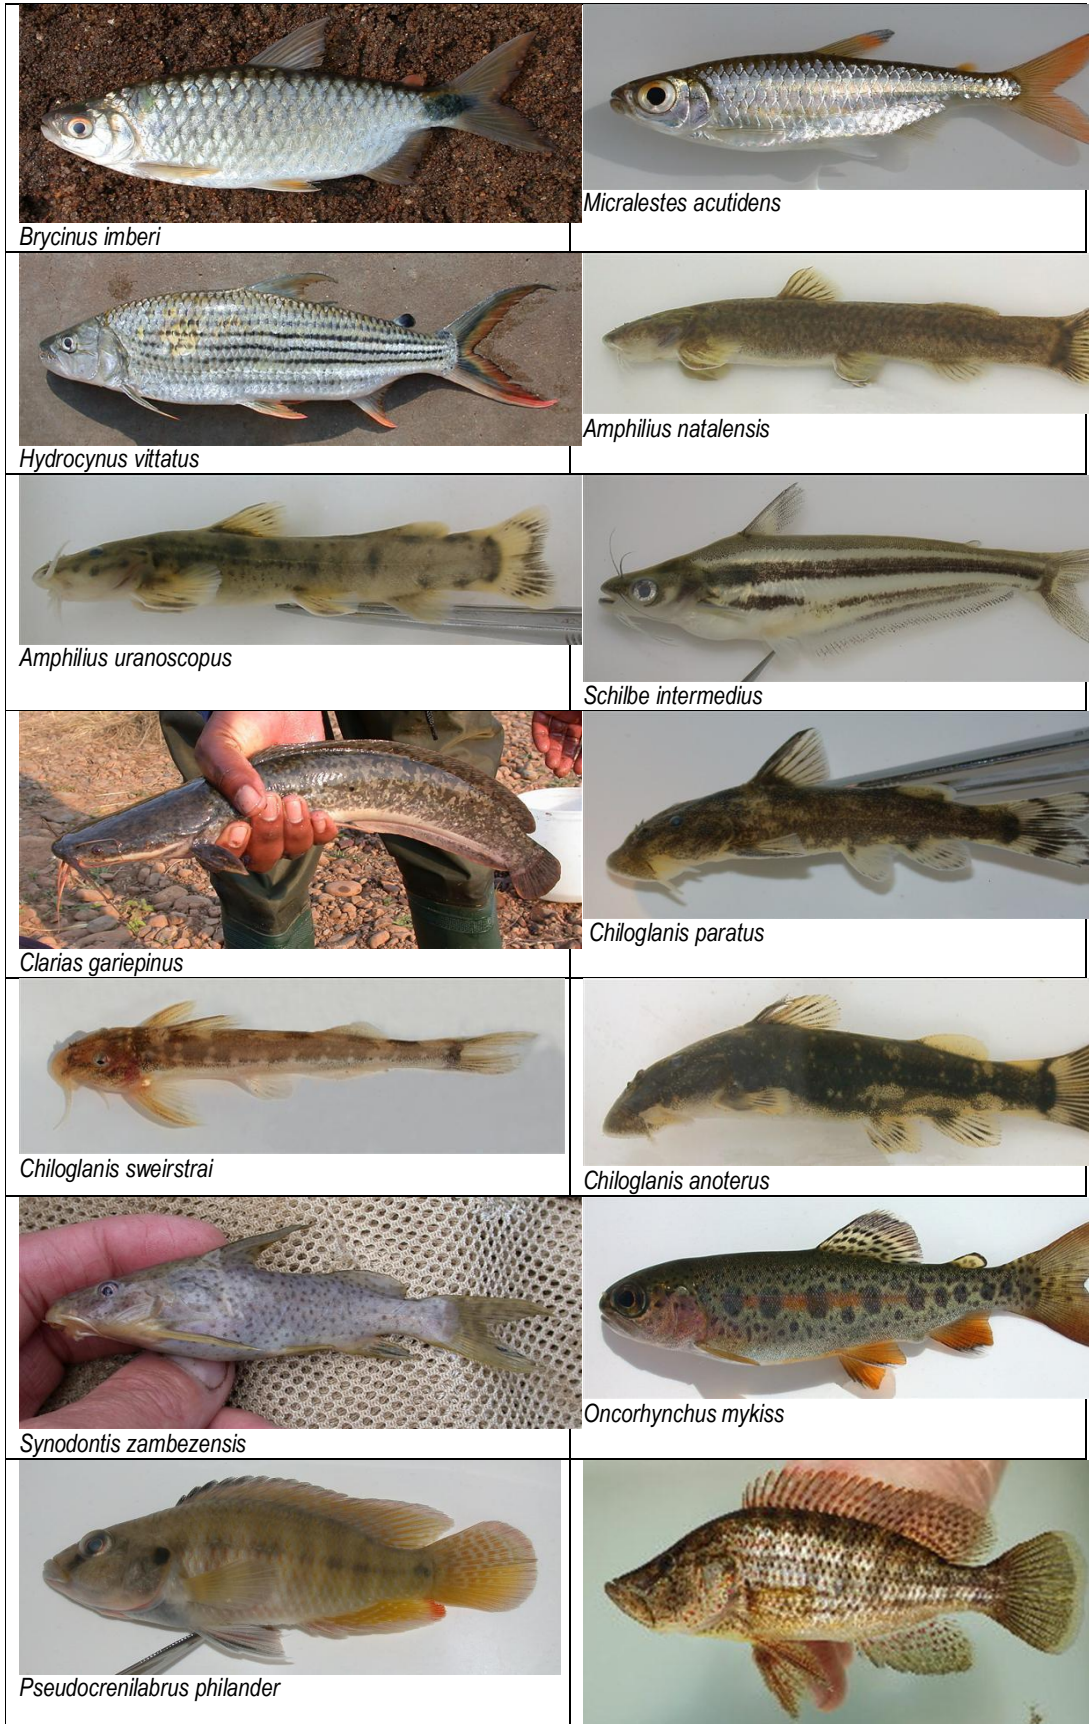 Brycinus imberi
Micralestes acutidens
Hydrocynus vittatus
Amphilius natalensis
Amphilius uranoscopus
Schilbe intermedius
Clarias gariepinus
Chiloglanis paratus
Chiloglanis sweirstrai
Chiloglanis anoterus
Synodontis zambezensis
Oncorhynchus mykiss
Pseudocrenilabrus philander